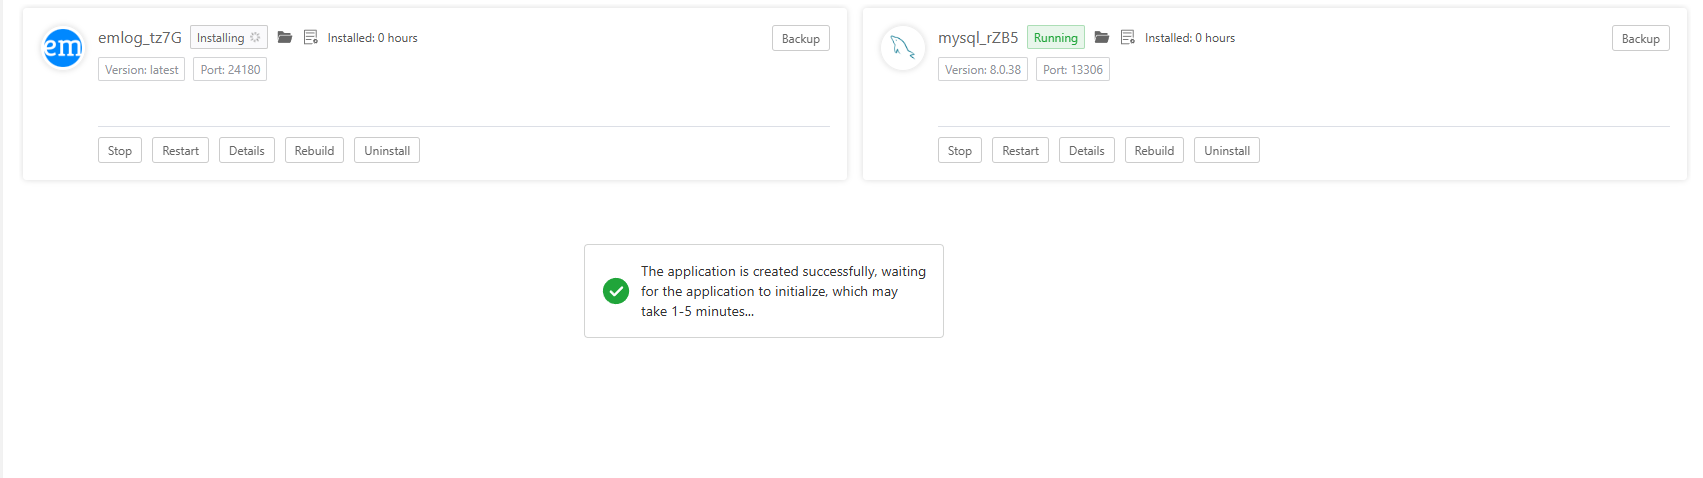 em
emlog_tz7G Installing Installed: 0 hours Backup
Version: latest Port: 24180
Stop Restart Details Rebuild Uninstall
mysql_rZB5 Running Installed: 0 hours Backup
Version: 8.0.38 Port: 13306
Stop Restart Details Rebuild Uninstall
The application is created successfully, waiting
for the application to initialize, which may
take 1-5 minutes...